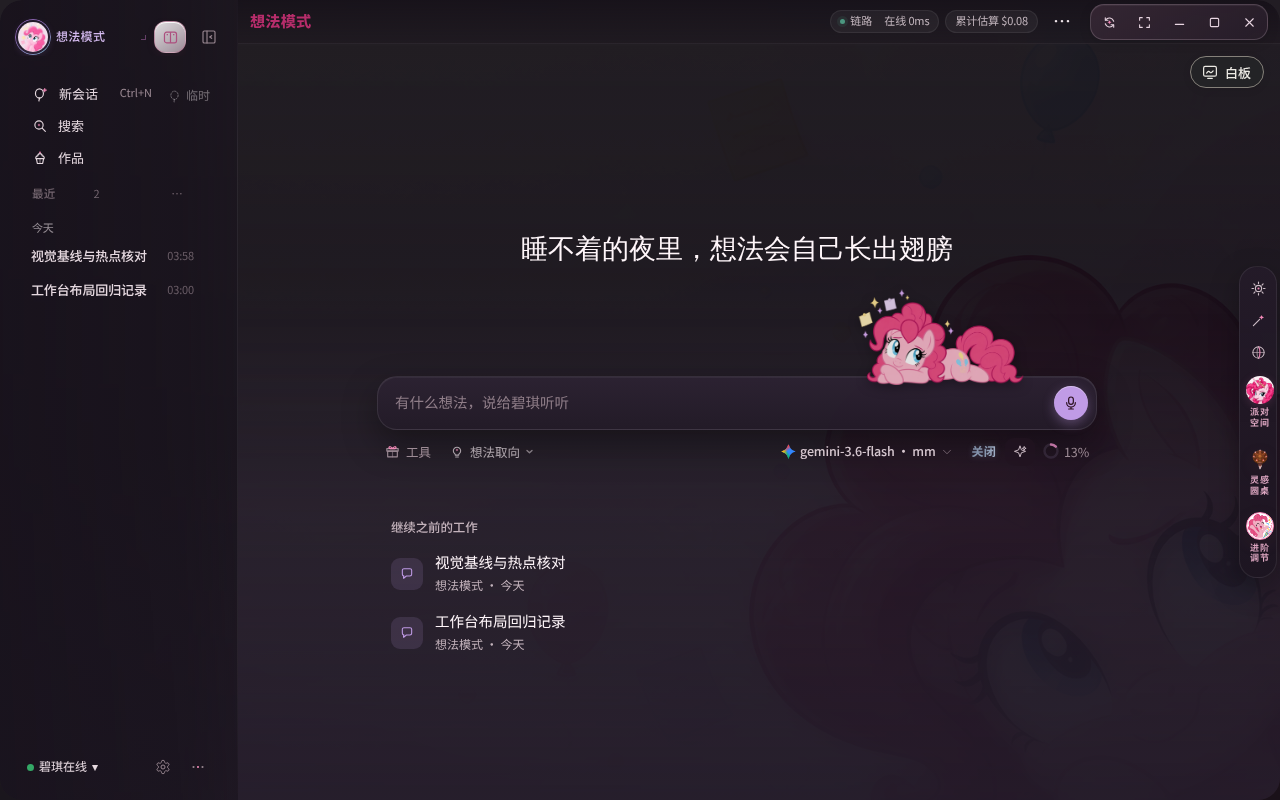 想法模式
新会话 Ctrl+N 临时
搜索
作品
最近 2 ...
今天
视觉基线与热点核对 03:58
工作台布局回归记录 03:00
碧琪在线 ▾ ...
想法模式
链路 在线 0ms
累计估算 $0.08
...
白板
睡不着的夜里，想法会自己长出翅膀
有什么想法，说给碧琪听听
工具 想法取向
gemini-3.6-flash • mm 关闭 13%
继续之前的工作
视觉基线与热点核对
想法模式 • 今天
工作台布局回归记录
想法模式 • 今天
派对
空间
灵感
圆桌
进阶
调节